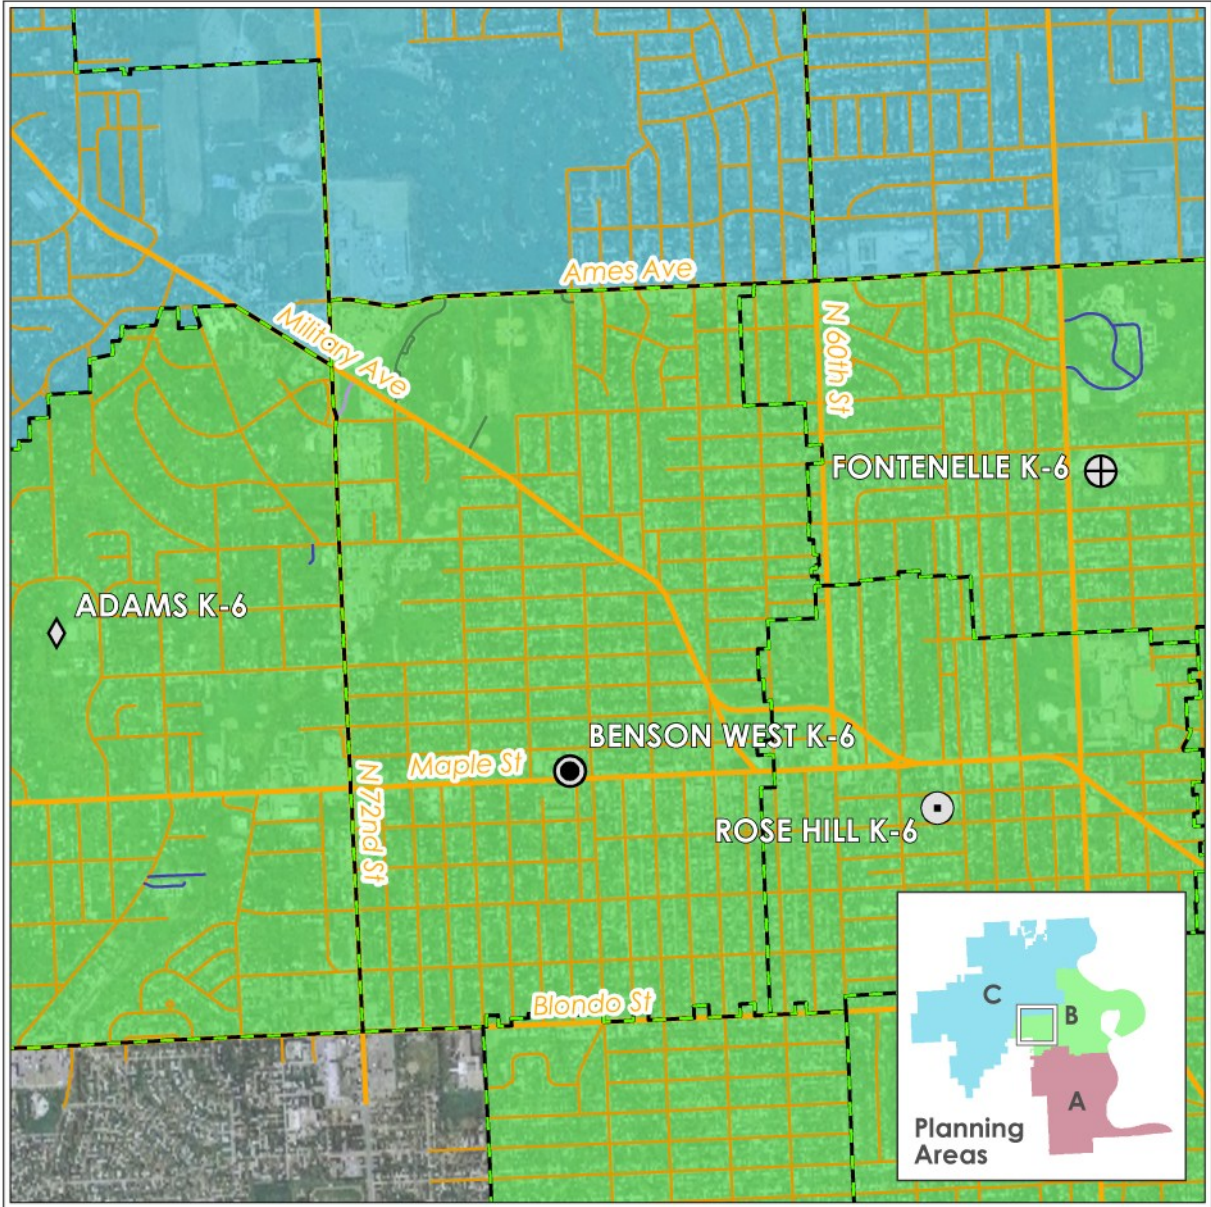 Ames Ave
Military Ave
N 60th St
FONTENELLE K-6
ADAMS K-6
BENSON WEST K-6
Maple St
N 72nd St
ROSE HILL K-6
Blondo St
C
B
A
Planning
Areas